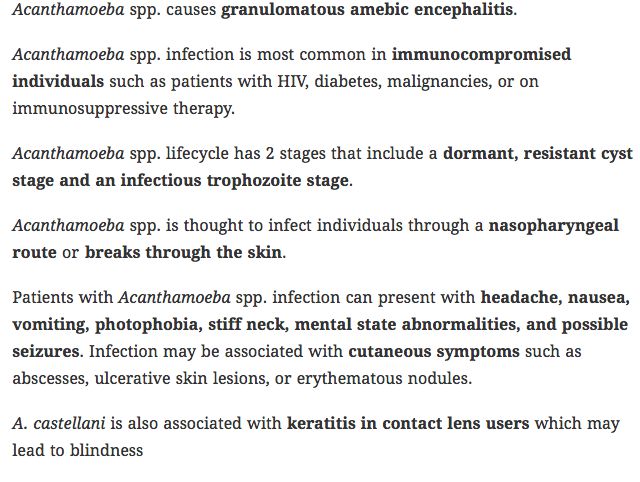 Acanthamoeba spp. causes granulomatous amebic encephalitis.
Acanthamoeba spp. infection is most common in immunocompromised
individuals such as patients with HIV, diabetes, malignancies, or on
immunosuppressive therapy.
Acanthamoeba spp. lifecycle has 2 stages that include a dormant, resistant cyst
stage and an infectious trophozoite stage.
Acanthamoeba spp. is thought to infect individuals through a nasopharyngeal
route or breaks through the skin.
Patients with Acanthamoeba spp. infection can present with headache, nausea,
vomiting, photophobia, stiff neck, mental state abnormalities, and possible
seizures. Infection may be associated with cutaneous symptoms such as
abscesses, ulcerative skin lesions, or erythematous nodules.
A. castellani is also associated with keratitis in contact lens users which may
lead to blindness